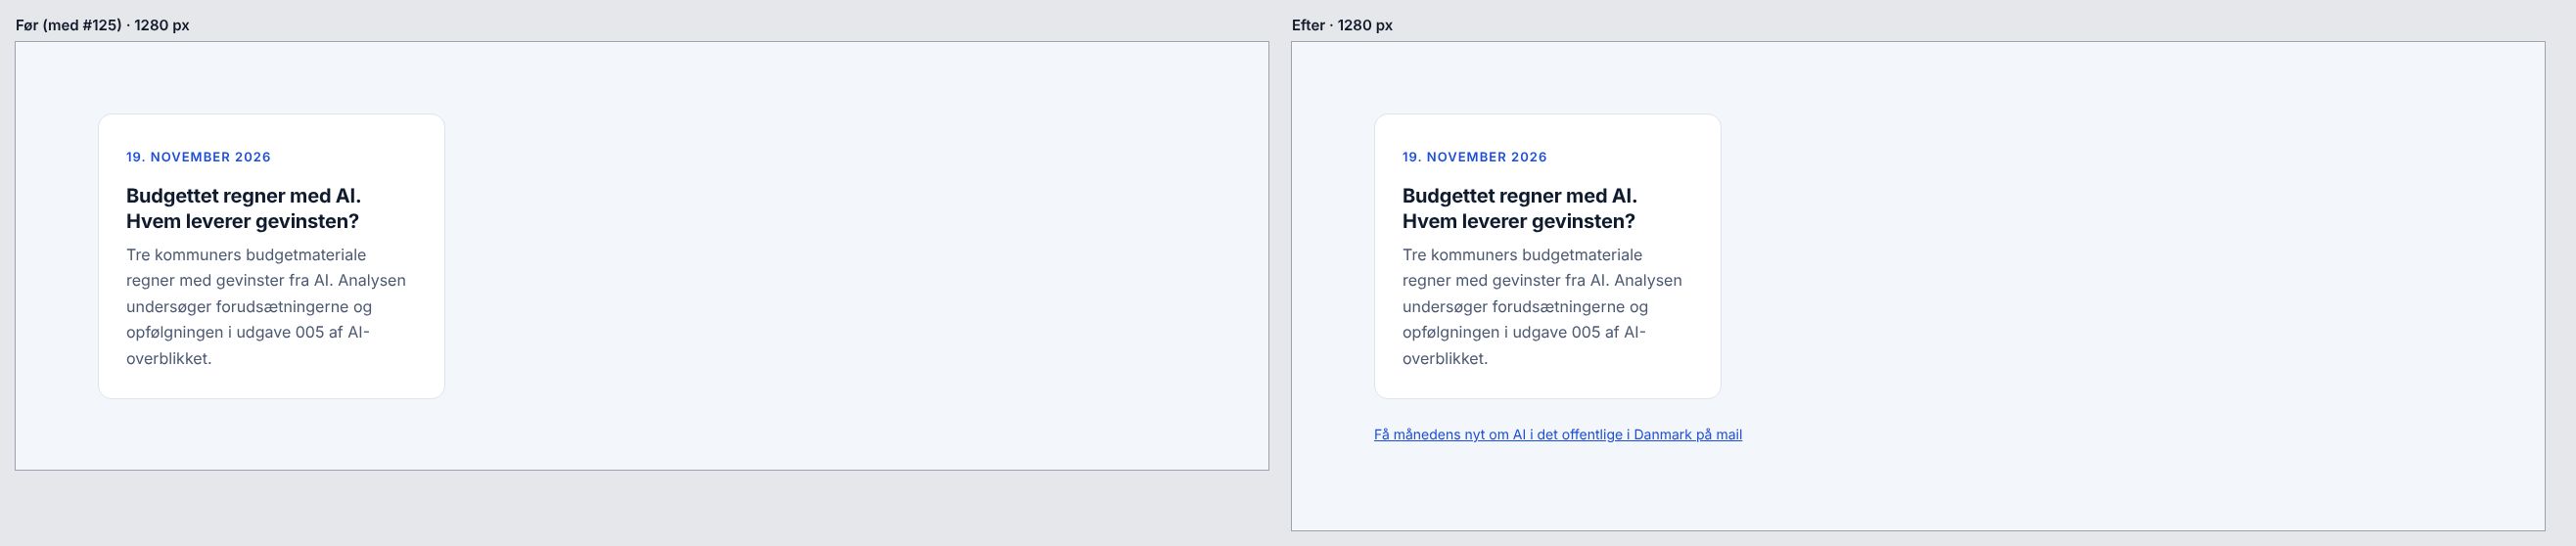 Før (med #125) · 1280 px
19. NOVEMBER 2026
Budgettet regner med AI.
Hvem leverer gevinsten?
Tre kommuners budgetmateriale
regner med gevinster fra AI. Analysen
undersøger forudsætningerne og
opfølgningen i udgave 005 af AI-
overblikket.
Efter · 1280 px
19. NOVEMBER 2026
Budgettet regner med AI.
Hvem leverer gevinsten?
Tre kommuners budgetmateriale
regner med gevinster fra AI. Analysen
undersøger forudsætningerne og
opfølgningen i udgave 005 af AI-
overblikket.
Få månedens nyt om AI i det offentlige i Danmark på mail